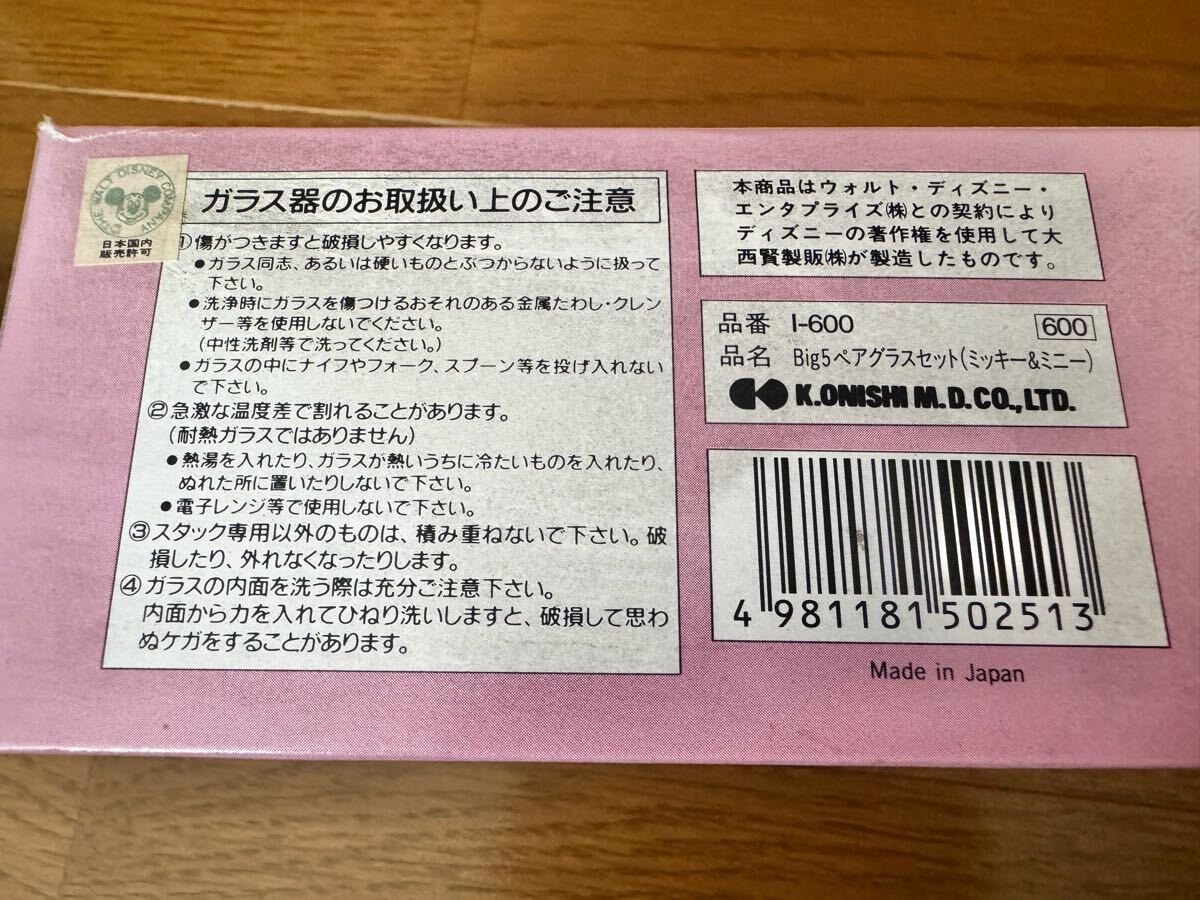 THE WALT DISNEY COMPANY
日本国内
販売許可
ガラス器のお取扱い上のご注意
①傷がつきますと破損しやすくなります。
●ガラス同志、あるいは硬いものとぶつからないように扱って
下さい。
●洗浄時にガラスを傷つけるおそれのある金属たわし・クレン
ザー等を使用しないでください。
(中性洗剤等で洗ってください。)
●ガラスの中にナイフやフォーク、スプーン等を投げ入れない
で下さい。
②急激な温度差で割れることがあります。
(耐熱ガラスではありません)
●熱湯を入れたり、ガラスが熱いうちに冷たいものを入れたり、
ぬれた所に置いたりしないで下さい。
●電子レンジ等で使用しないで下さい。
③スタック専用以外のものは、積み重ねないで下さい。破
損したり、外れなくなったりします。
④ガラスの内面を洗う際は充分ご注意下さい。
内面から力を入れてひねり洗いしますと、破損して思わ
ぬケガをすることがあります。
本商品はウォルト・ディズニー・
エンタプライズ(株)との契約により
ディズニーの著作権を使用して大
西賢製販(株)が製造したものです。
品番 I-600 600
品名 Big5ペアグラスセット(ミッキー&ミニー)
K.ONISHI M.D.CO.,LTD.
4 981181 502513
Made in Japan